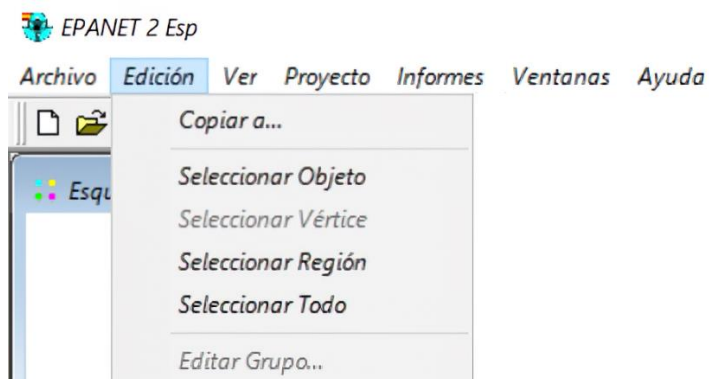 EPANET 2 Esp
Archivo Edición Ver Proyecto Informes Ventanas Ayuda
Copiar a...
Esqu
Seleccionar Objeto
Seleccionar Vértice
Seleccionar Región
Seleccionar Todo
Editar Grupo...